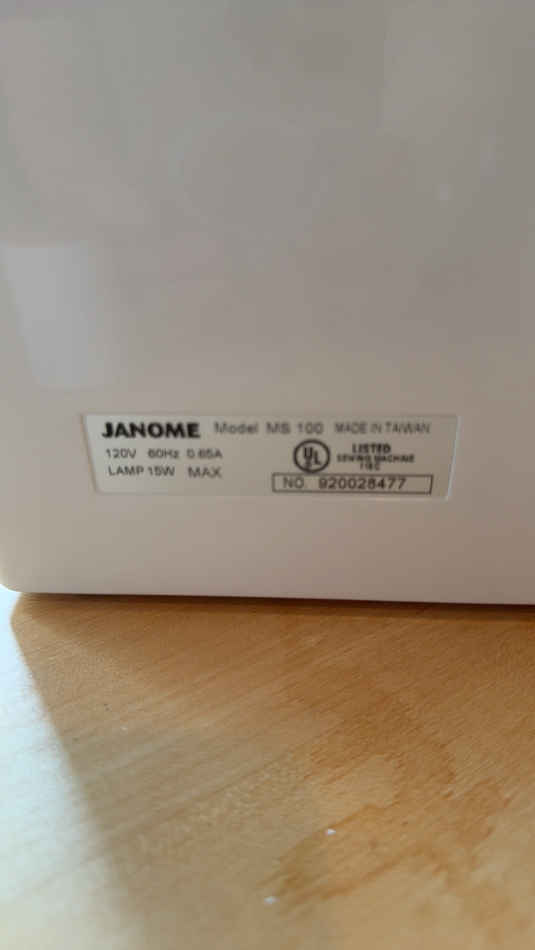 JANOME Model MS 100 MADE IN TAIWAN
120V 60Hz 0.65A
LAMP 15W MAX
UL
LISTED
SEWING MACHINE
NO. 920028477